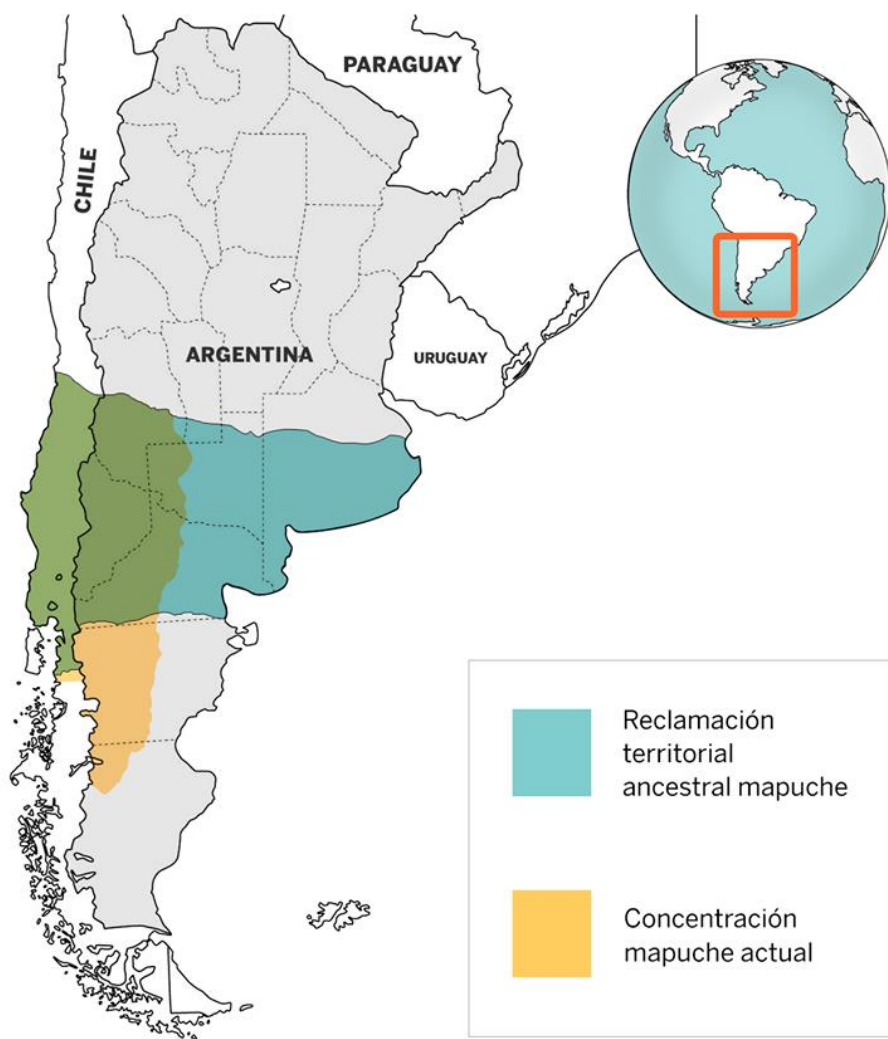 PARAGUAY
CHILE
ARGENTINA
URUGUAY
Reclamación
territorial
ancestral mapuche
Concentración
mapuche actual